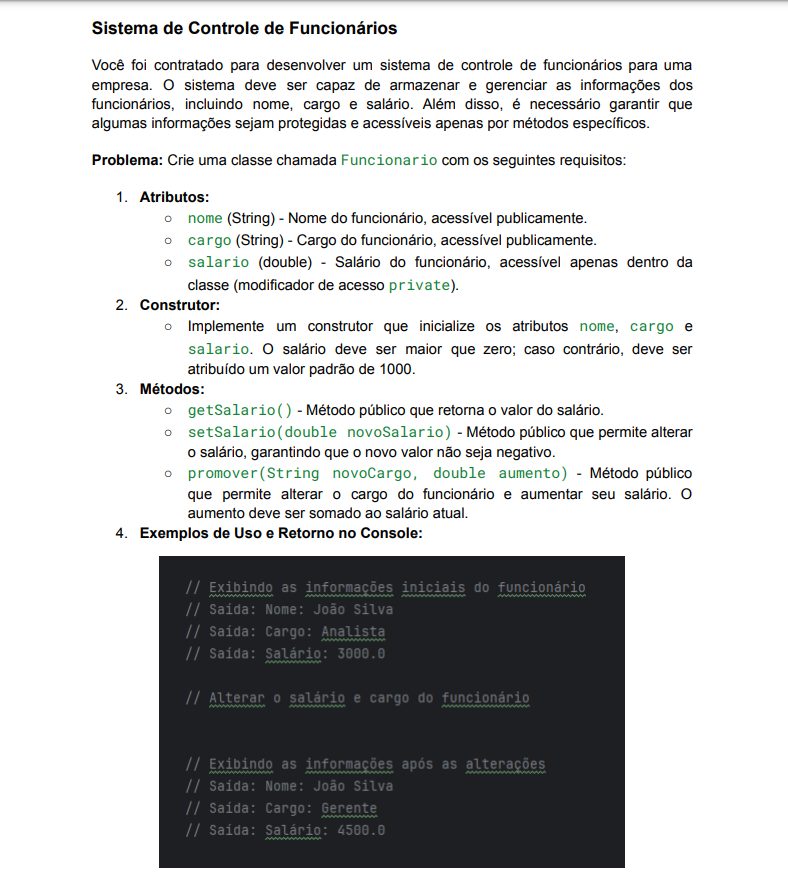 Sistema de Controle de Funcionários
Você foi contratado para desenvolver um sistema de controle de funcionários para uma
empresa. O sistema deve ser capaz de armazenar e gerenciar as informações dos
funcionários, incluindo nome, cargo e salário. Além disso, é necessário garantir que
algumas informações sejam protegidas e acessíveis apenas por métodos específicos.
Problema: Crie uma classe chamada Funcionario com os seguintes requisitos:
1. Atributos:
○ nome (String) - Nome do funcionário, acessível publicamente.
○ cargo (String) - Cargo do funcionário, acessível publicamente.
○ salario (double) - Salário do funcionário, acessível apenas dentro da
classe (modificador de acesso private).
2. Construtor:
○ Implemente um construtor que inicialize os atributos nome, cargo e
salario. O salário deve ser maior que zero; caso contrário, deve ser
atribuído um valor padrão de 1000.
3. Métodos:
○ getSalario() - Método público que retorna o valor do salário.
○ setSalario(double novoSalario) - Método público que permite alterar
o salário, garantindo que o novo valor não seja negativo.
○ promover(String novoCargo, double aumento) - Método público
que permite alterar o cargo do funcionário e aumentar seu salário. O
aumento deve ser somado ao salário atual.
4. Exemplos de Uso e Retorno no Console:
// Exibindo as informações iniciais do funcionário
// Saída: Nome: João Silva
// Saída: Cargo: Analista
// Saída: Salário: 3000.0
// Alterar o salário e cargo do funcionário
// Exibindo as informações após as alterações
// Saída: Nome: João Silva
// Saída: Cargo: Gerente
// Saída: Salário: 4500.0